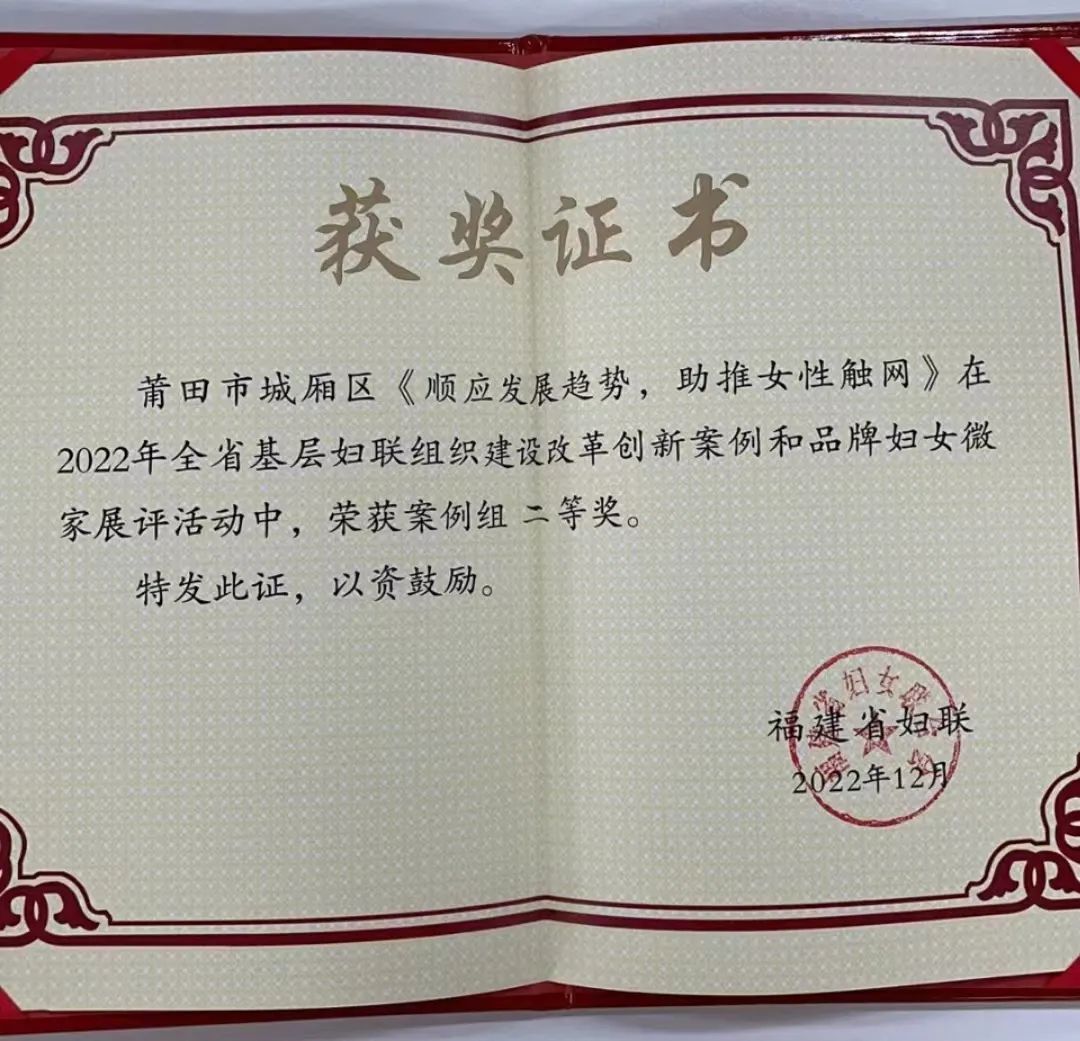 获奖证书
莆田市城厢区《顺应发展趋势，助推女性触网》在
2022年全省基层妇联组织建设改革创新案例和品牌妇女微
家展评活动中，荣获案例组 二等奖。
特发此证，以资鼓励。
福建省妇联
2022年12月